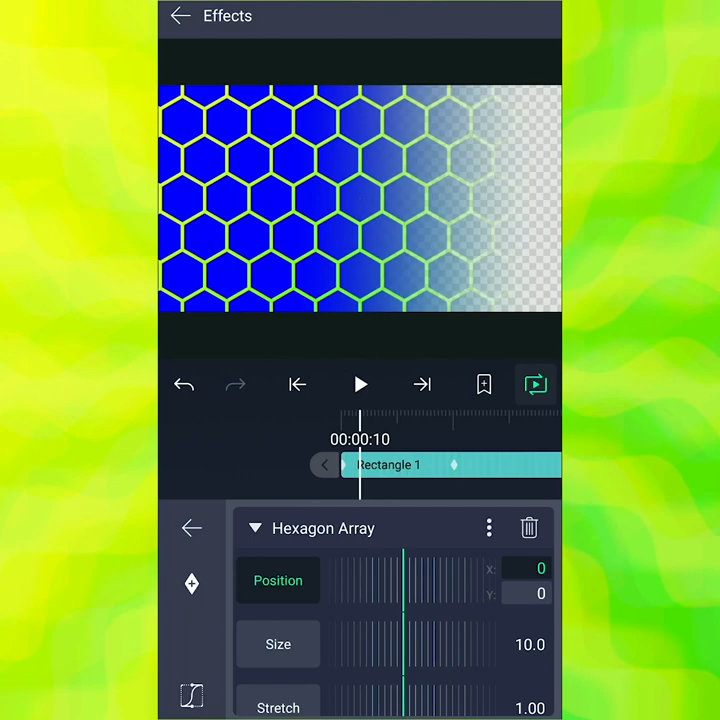 Effects
00:00:10
Rectangle 1
Hexagon Array
Position
X: 0
Y: 0
Size 10.0
Stretch 1.00